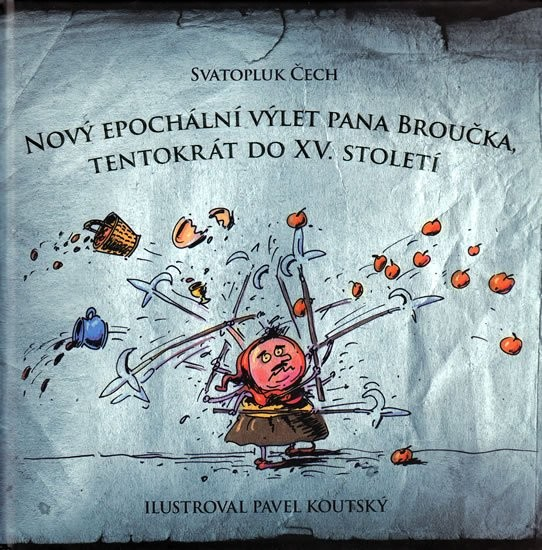 Svatopluk Čech
Nový epochální výlet pana Broučka,
tentokrát do XV. století
Ilustroval Pavel Koutský